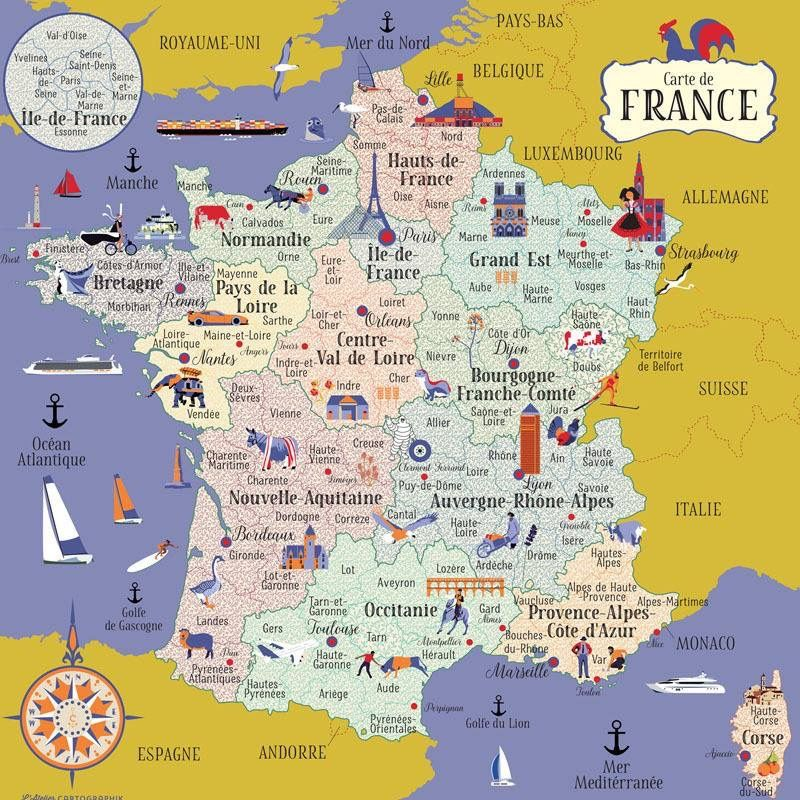 Val-d'Oise
Yvelines
Seine-
Saint-Denis
Hauts-
de-
Seine
Paris
Seine-
et-
Marne
Val-de-
Marne
Île-de-France
Essonne
ROYAUME-UNI
Mer du Nord
PAYS-BAS
BELGIQUE
Carte de
FRANCE
LUXEMBOURG
ALLEMAGNE
Manche
Lille
Pas-de-
Calais
Nord
Somme
Hauts-de-
France
Oise
Aisne
Manche
Seine-
Maritime
Rouen
Caen
Calvados
Eure
Normandie
Orne
Paris
Île-de-
France
Ardennes
Reims
Metz
Meuse
Moselle
Marne
Nancy
Grand Est
Meurthe-et-
Moselle
Strasbourg
Bas-Rhin
Aube
Haute-
Marne
Vosges
Haut-
Rhin
Brest
Finistère
Côtes-d'Armor
Bretagne
Ille-et-
Vilaine
Rennes
Morbihan
Mayenne
Pays de la
Loire
Sarthe
Loire-
Atlantique
Maine-et-Loire
Angers
Nantes
Vendée
Eure-
et-
Loir
Loiret
Loir-et-
Cher
Orléans
Centre-
Val de Loire
Tours
Indre-et-
Loire
Cher
Indre
Yonne
Côte d'Or
Dijon
Nièvre
Haute-
Saône
Doubs
Territoire
de Belfort
Bourgogne-
Franche-Comté
Saône-et-
Loire
Jura
SUISSE
Océan
Atlantique
Deux-
Sèvres
Vienne
Charente-
Maritime
Charente
Haute-
Vienne
Creuse
Limoges
Nouvelle-Aquitaine
Dordogne
Corrèze
Bordeaux
Gironde
Lot-et-
Garonne
Landes
Dax
Pyrénées-
Atlantiques
Golfe
de Gascogne
Allier
Clermont Ferrand
Puy-de-Dôme
Rhône
Loire
Ain
Haute
Savoie
Lyon
Savoie
Auvergne-Rhône-Alpes
Cantal
Haute-
Loire
Grenoble
Isère
Ardèche
Drôme
ITALIE
Lot
Aveyron
Lozère
Tarn-et-
Garonne
Occitanie
Gard
Nîmes
Gers
Toulouse
Tarn
Montpellier
Hérault
Haute-
Garonne
Hautes-
Pyrénées
Ariège
Aude
Perpignan
Pyrénées-
Orientales
Hautes-
Alpes
Alpes de Haute
Provence
Vaucluse
Alpes-Martimes
Provence-Alpes-
Côte d'Azur
Bouches-
du-Rhône
Nice
Var
Marseille
Toulon
MONACO
ESPAGNE
ANDORRE
Golfe du Lion
Mer
Mediterranée
Haute-
Corse
Corse
Ajaccio
Corse-
du-Sud
L'Atelier CARTOGRAPHIK